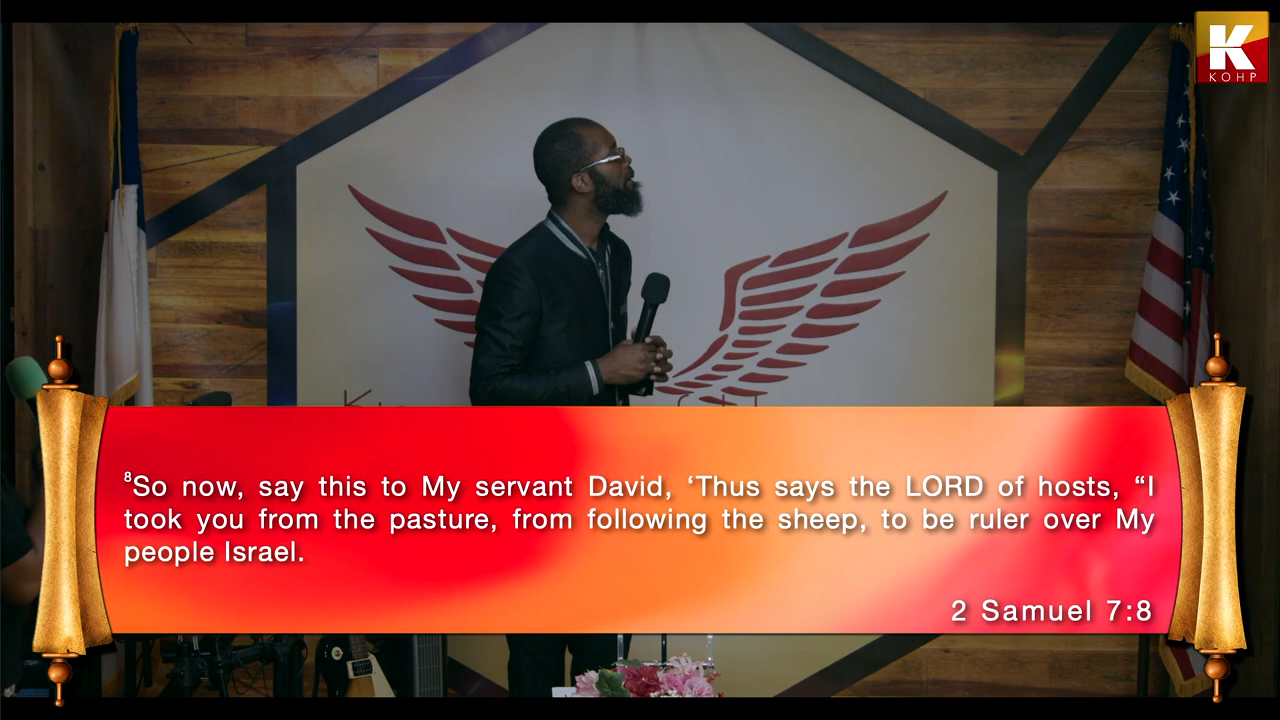 K
KOHP
⁸So now, say this to My servant David, ‘Thus says the LORD of hosts, “I
took you from the pasture, from following the sheep, to be ruler over My
people Israel.
2 Samuel 7:8